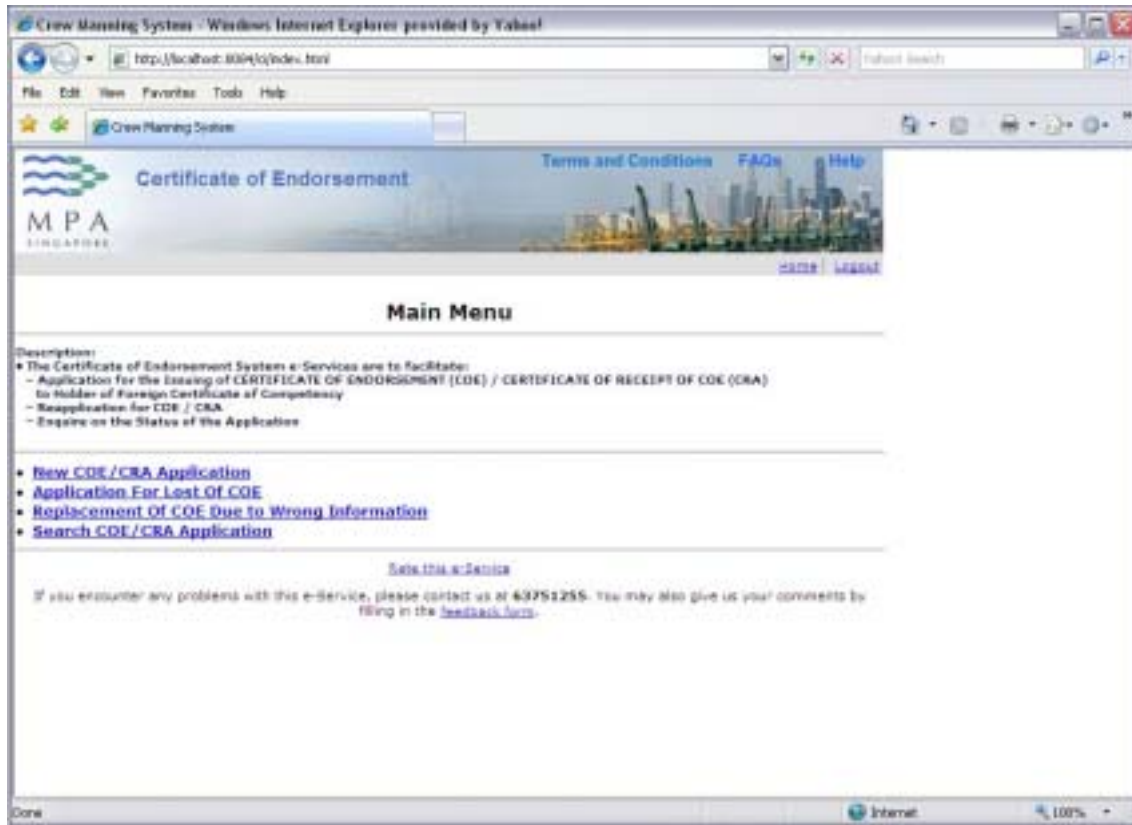 Crew Manning System - Windows Internet Explorer provided by Yahoo!
http://localhost:8084/ci/index.html
Yahoo! Search
File Edit View Favorites Tools Help
Crew Manning System
Certificate of Endorsement
Terms and Conditions FAQs Help
MPA
SINGAPORE
Home | Logout
Main Menu
Description:
• The Certificate of Endorsement System e-Services are to facilitate:
– Application for the Issuing of CERTIFICATE OF ENDORSEMENT (COE) / CERTIFICATE OF RECEIPT OF COE (CRA)
to Holder of Foreign Certificate of Competency
– Reapplication for COE / CRA
– Enquire on the Status of the Application
• New COE/CRA Application
• Application For Lost Of COE
• Replacement Of COE Due to Wrong Information
• Search COE/CRA Application
Rate this e-Service
If you encounter any problems with this e-Service, please contact us at 63751255. You may also give us your comments by
filling in the feedback form.
Done
Internet
100%